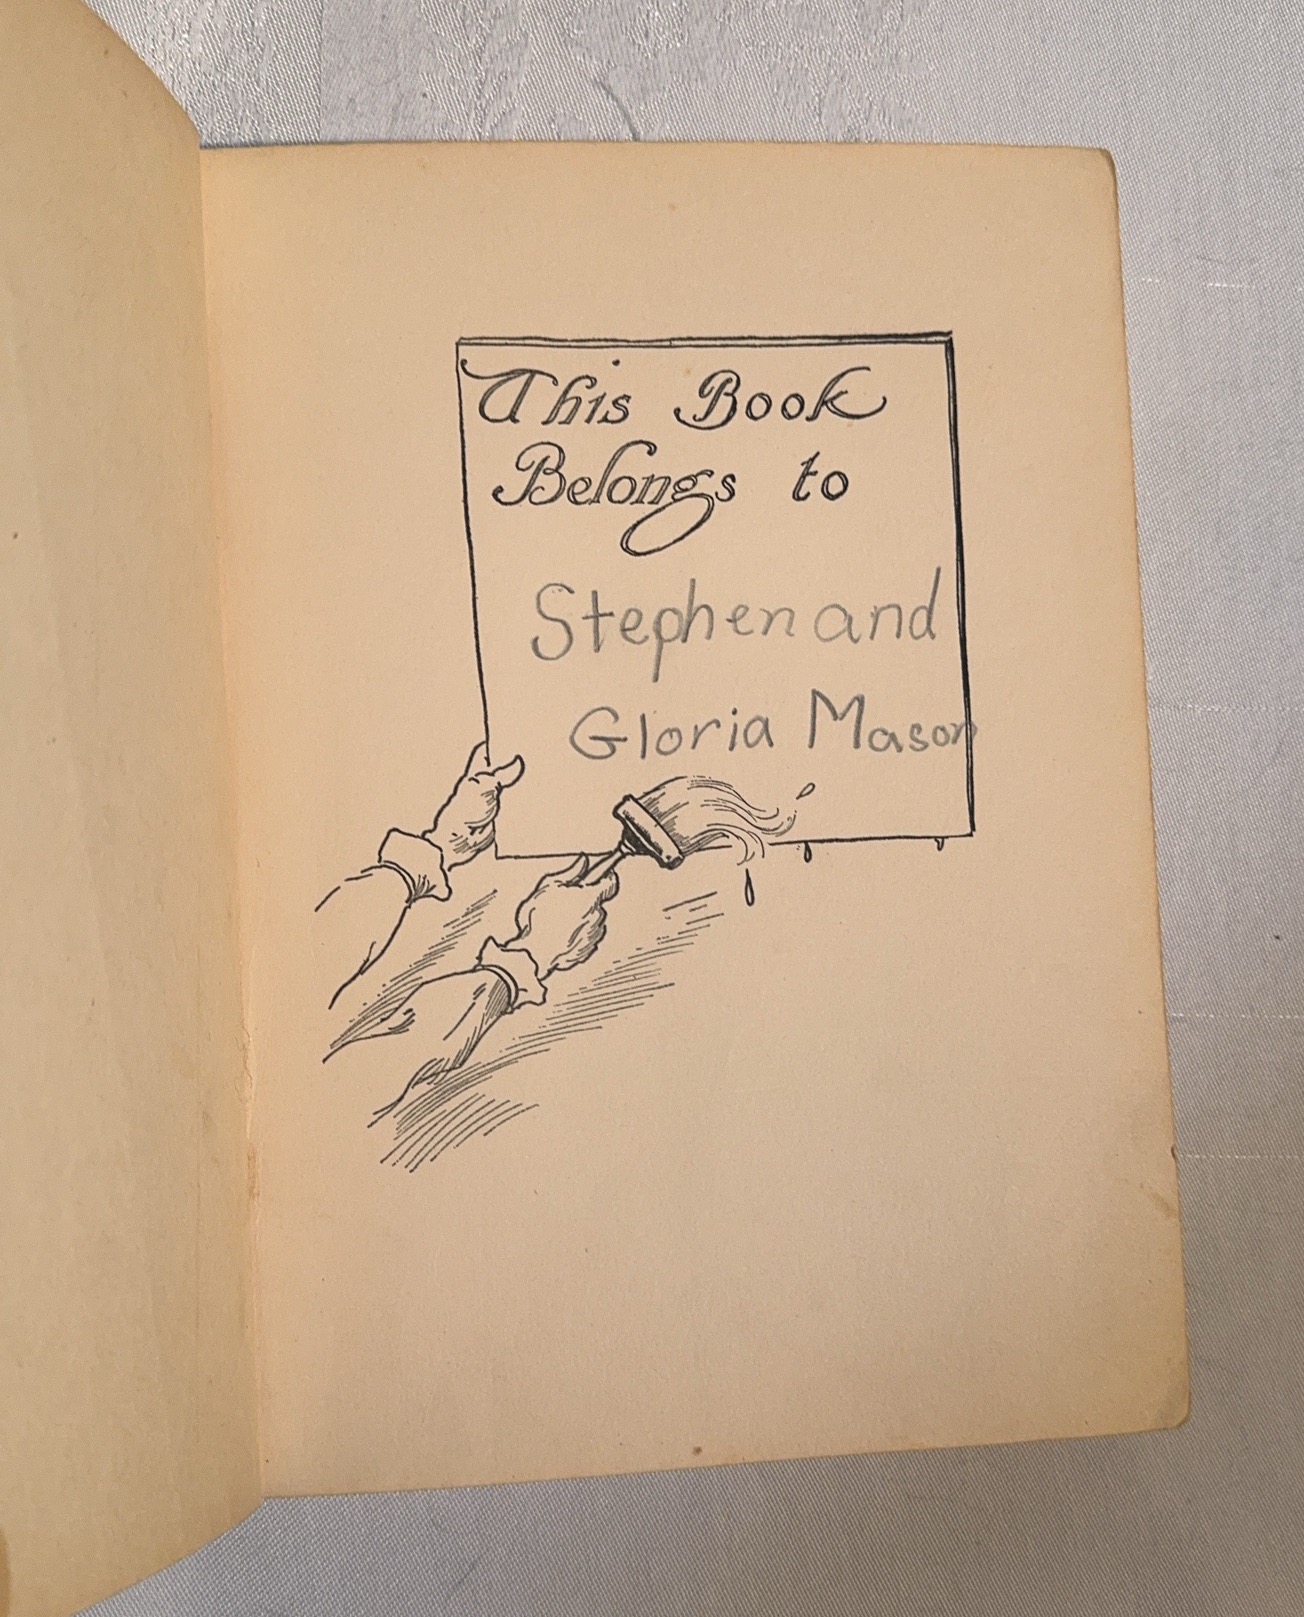 This Book
Belongs to
Stephen and
Gloria Mason